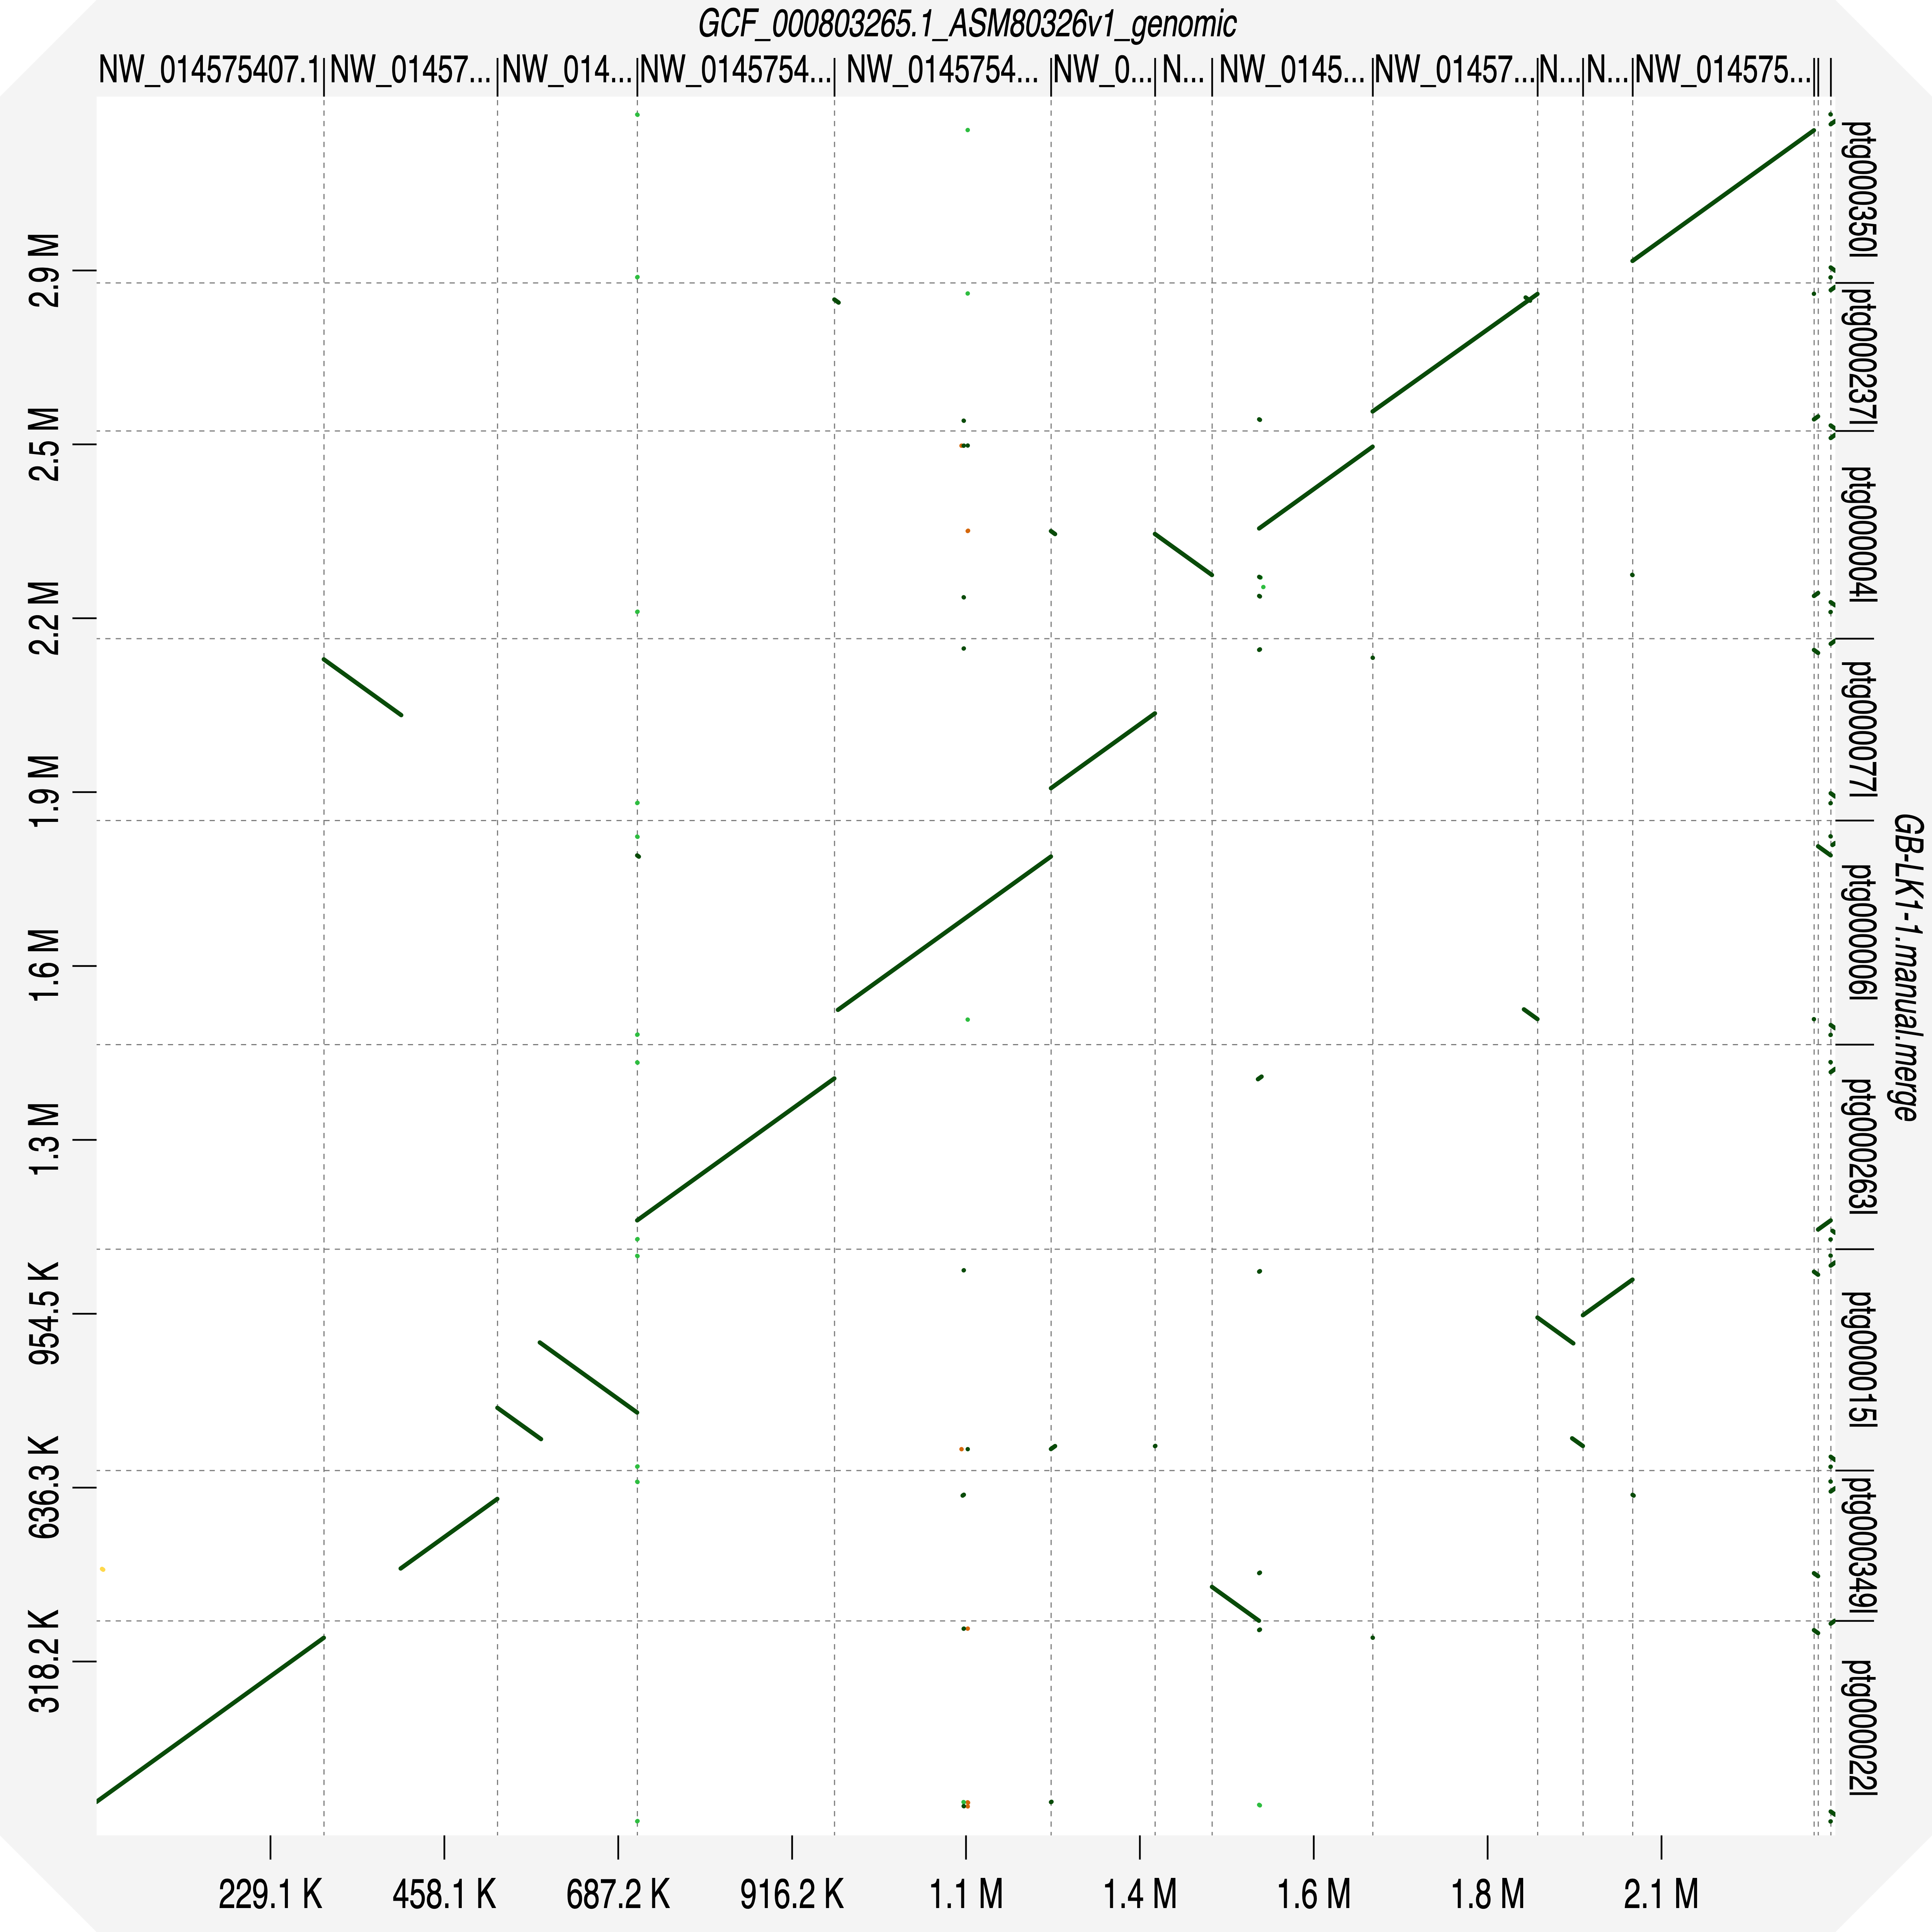 GCF_000803265.1_ASM80326v1_genomic
NW_014575407.1
NW_01457...
NW_014...
NW_0145754...
NW_0145754...
NW_0...
N...
NW_0145...
NW_01457...
N...
N...
NW_014575...
2.9 M
2.5 M
2.2 M
1.9 M
1.6 M
1.3 M
954.5 K
636.3 K
318.2 K
ptg000350l
ptg000237l
ptg000004l
ptg000077l
ptg000006l
ptg000263l
ptg000015l
ptg000349l
ptg000022l
GB-LK1-1.manual.merge
229.1 K
458.1 K
687.2 K
916.2 K
1.1 M
1.4 M
1.6 M
1.8 M
2.1 M